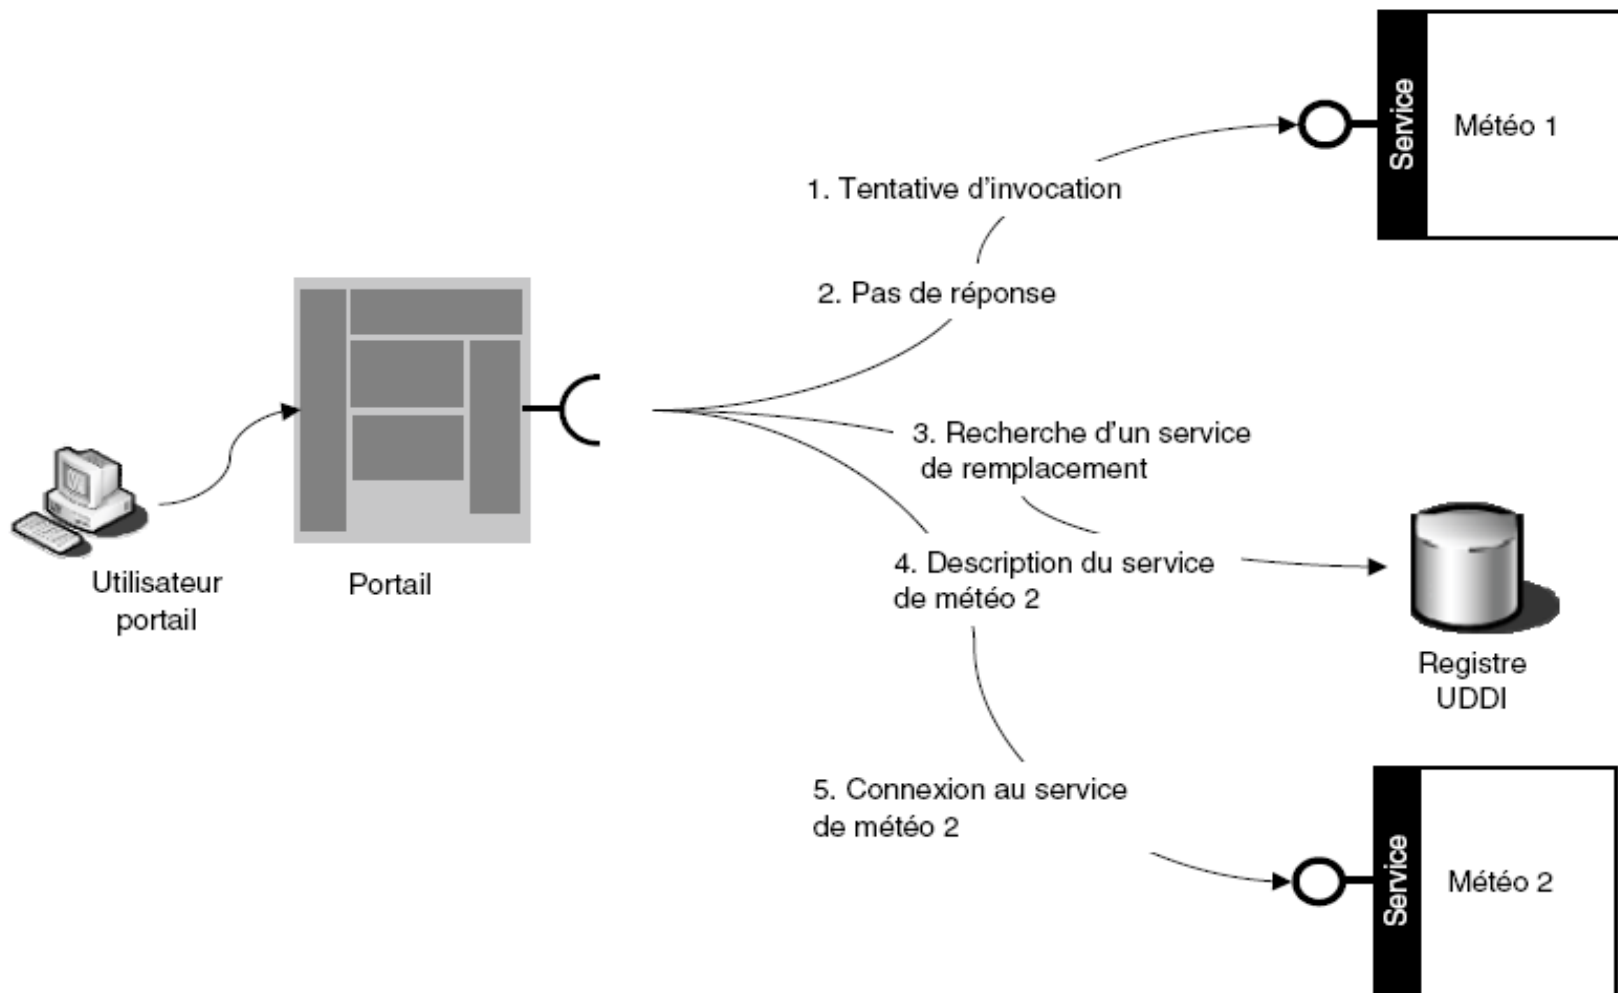 Service
Météo 1
1. Tentative d'invocation
2. Pas de réponse
3. Recherche d'un service
de remplacement
4. Description du service
de météo 2
Utilisateur
portail
Portail
Registre
UDDI
5. Connexion au service
de météo 2
Service
Météo 2